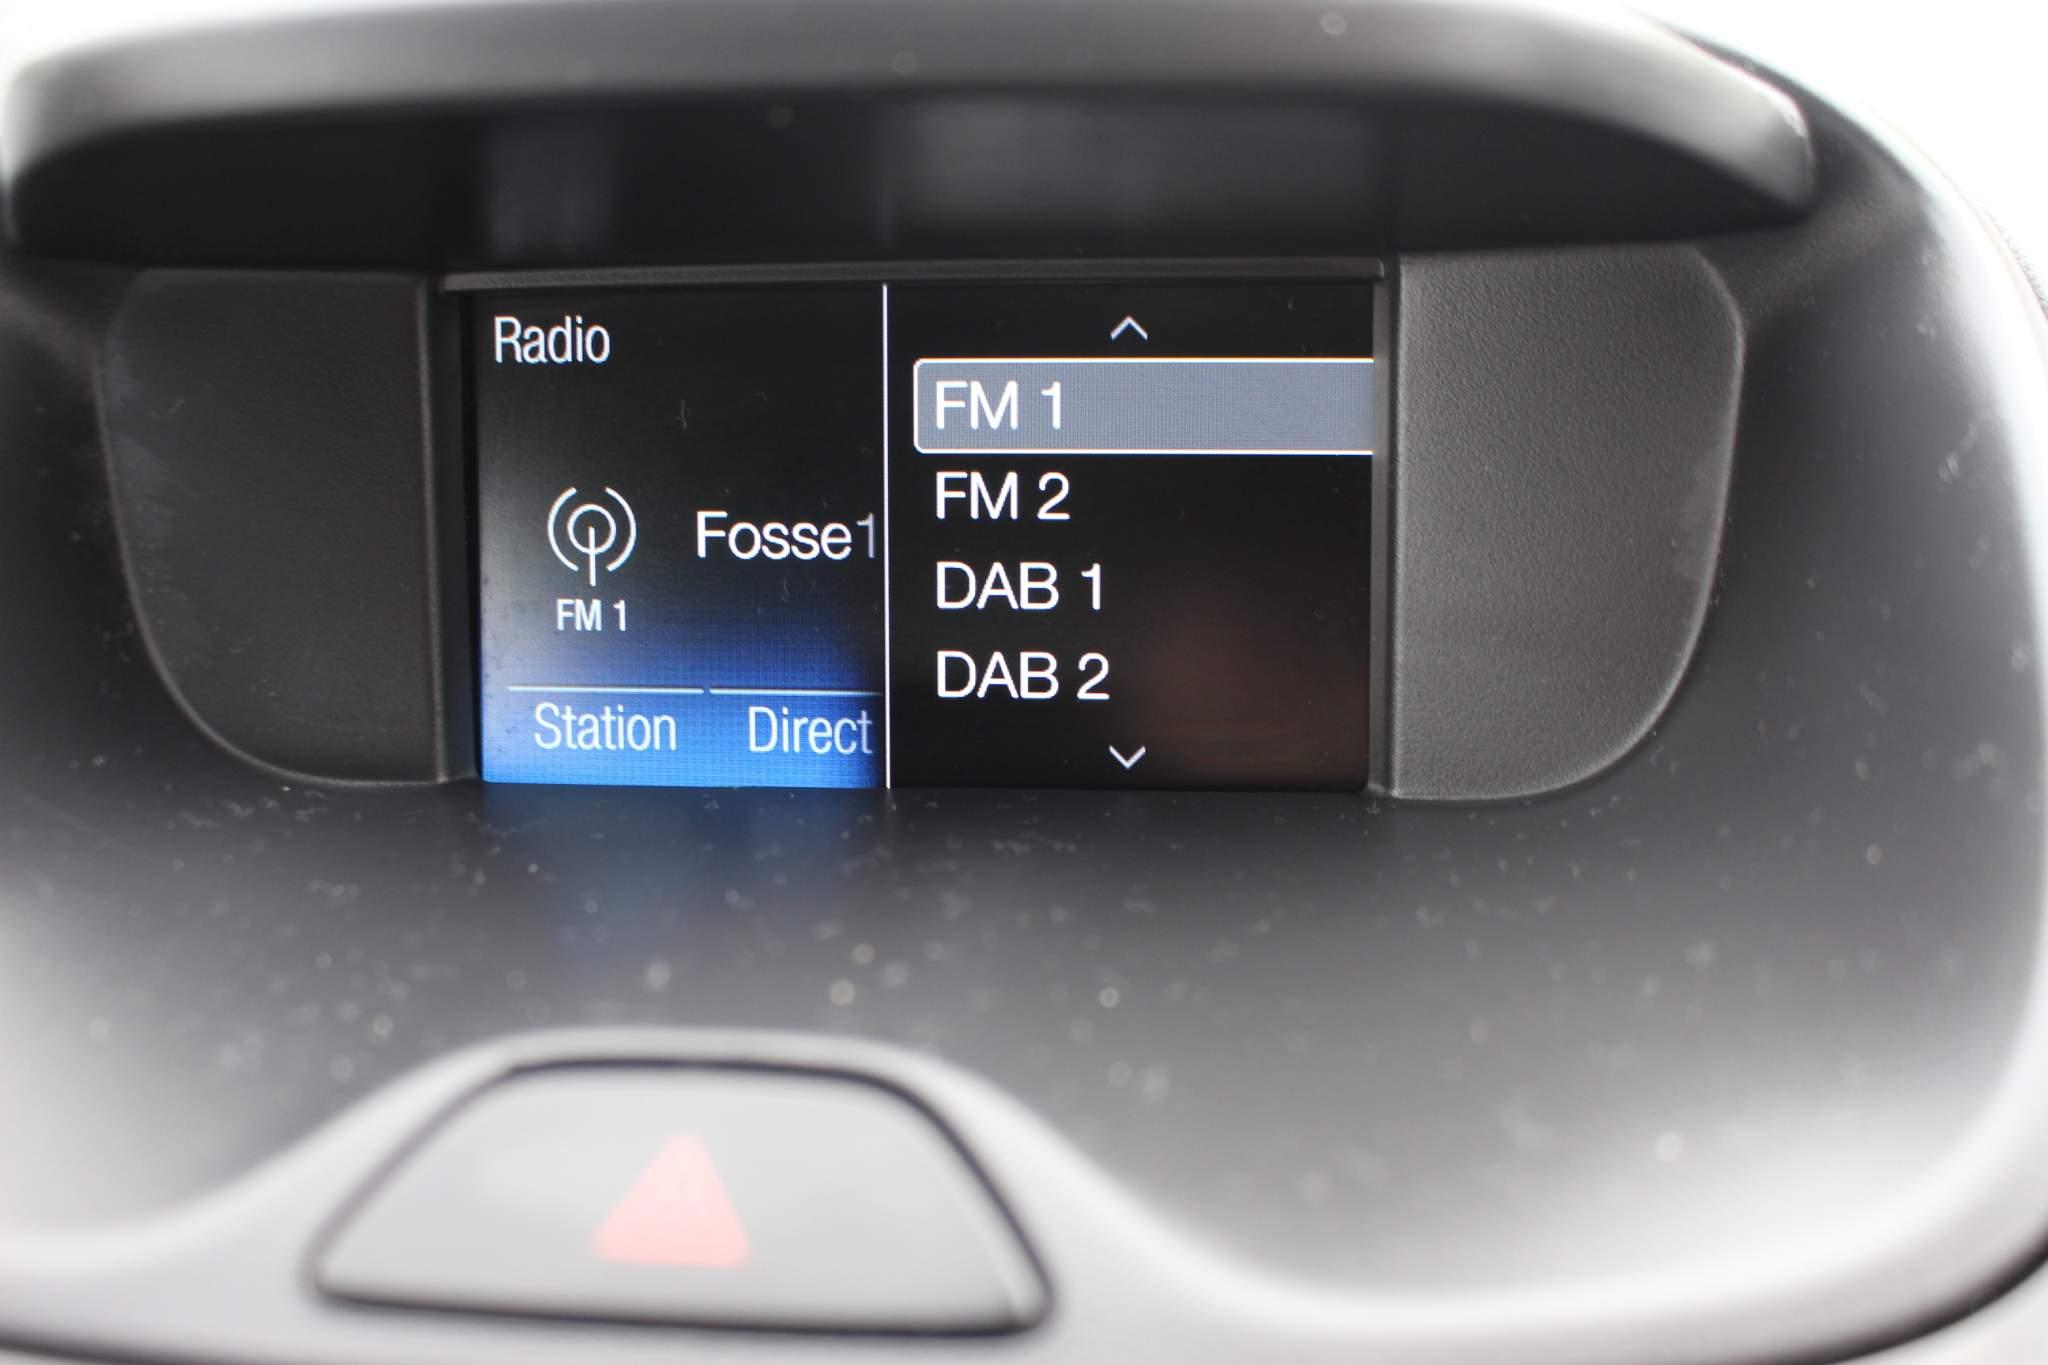 Radio
Fosse1
FM 1
Station Direct
FM 1
FM 2
DAB 1
DAB 2